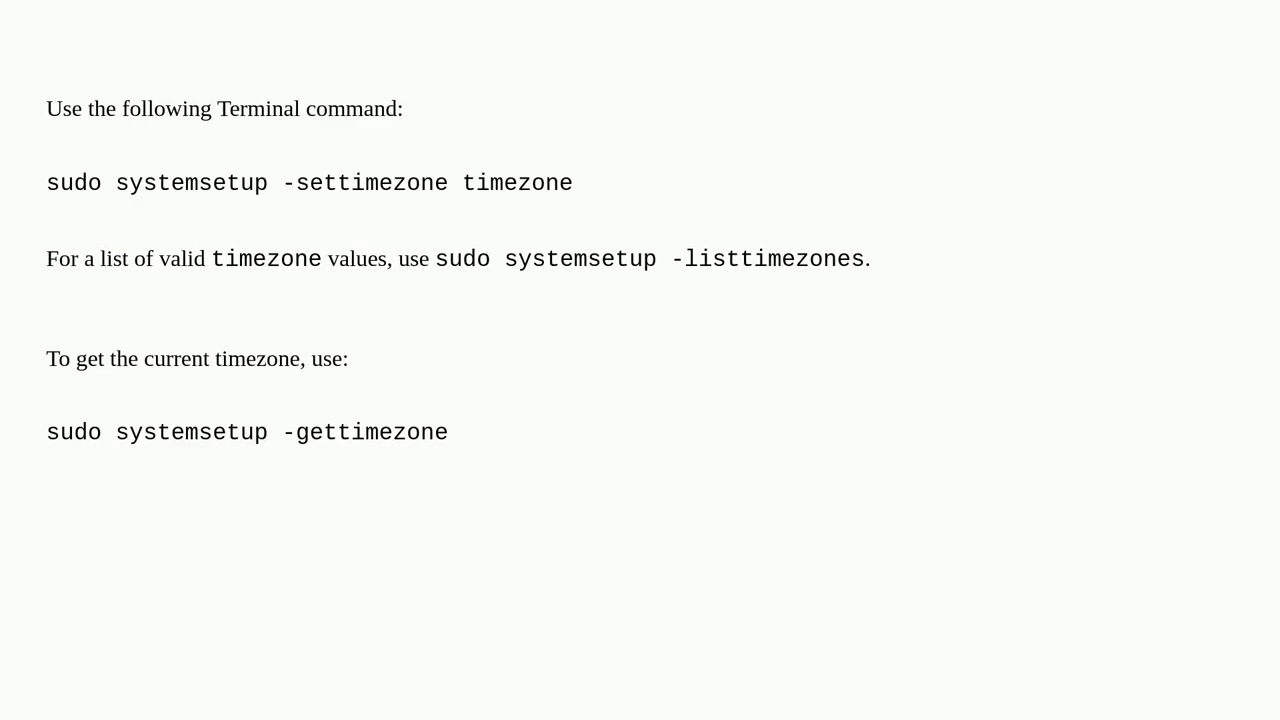 Use the following Terminal command:
sudo systemsetup -settimezone timezone
For a list of valid timezone values, use sudo systemsetup -listtimezones.
To get the current timezone, use:
sudo systemsetup -gettimezone